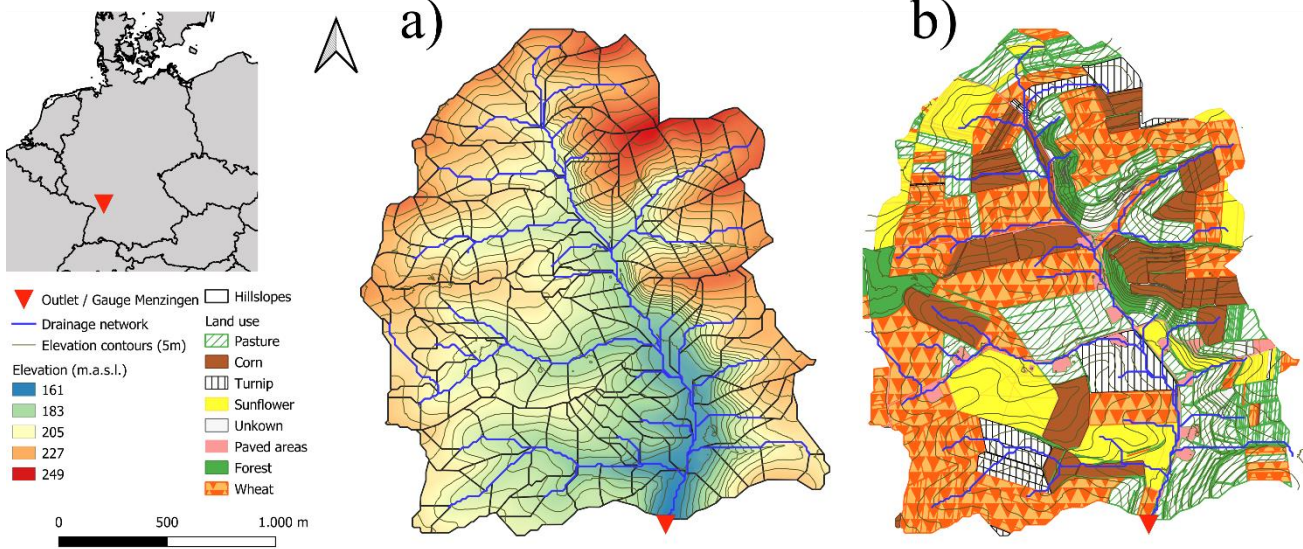 a)
b)
Outlet / Gauge Menzingen
Drainage network
Elevation contours (5m)
Elevation (m.a.s.l.)
161
183
205
227
249
Hillslopes
Land use
Pasture
Corn
Turnip
Sunflower
Unkown
Paved areas
Forest
Wheat
0 500 1.000 m